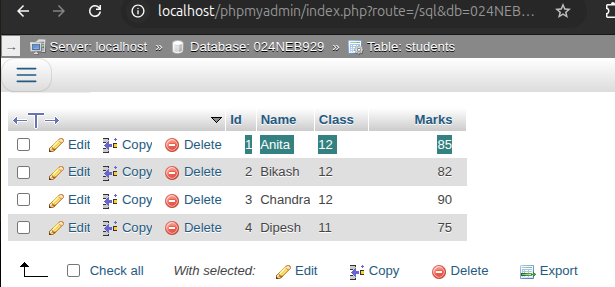 localhost/phpmyadmin/index.php?route=/sql&db=024NEB...
Server: localhost » Database: 024NEB929 » Table: students
Id Name Class Marks
Edit Copy Delete 1 Anita 12 85
Edit Copy Delete 2 Bikash 12 82
Edit Copy Delete 3 Chandra 12 90
Edit Copy Delete 4 Dipesh 11 75
Check all With selected: Edit Copy Delete Export